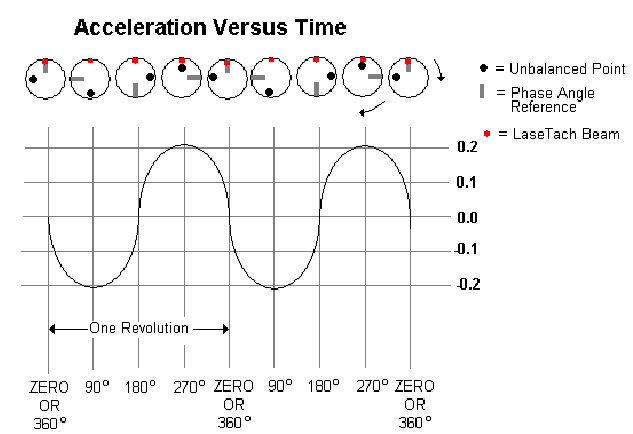 Acceleration Versus Time
= Unbalanced Point
= Phase Angle
Reference
= LaseTach Beam
0.2
0.1
0.0
-0.1
-0.2
One Revolution
ZERO 90° 180° 270° ZERO 90° 180° 270° ZERO
OR OR OR
360° 360° 360°